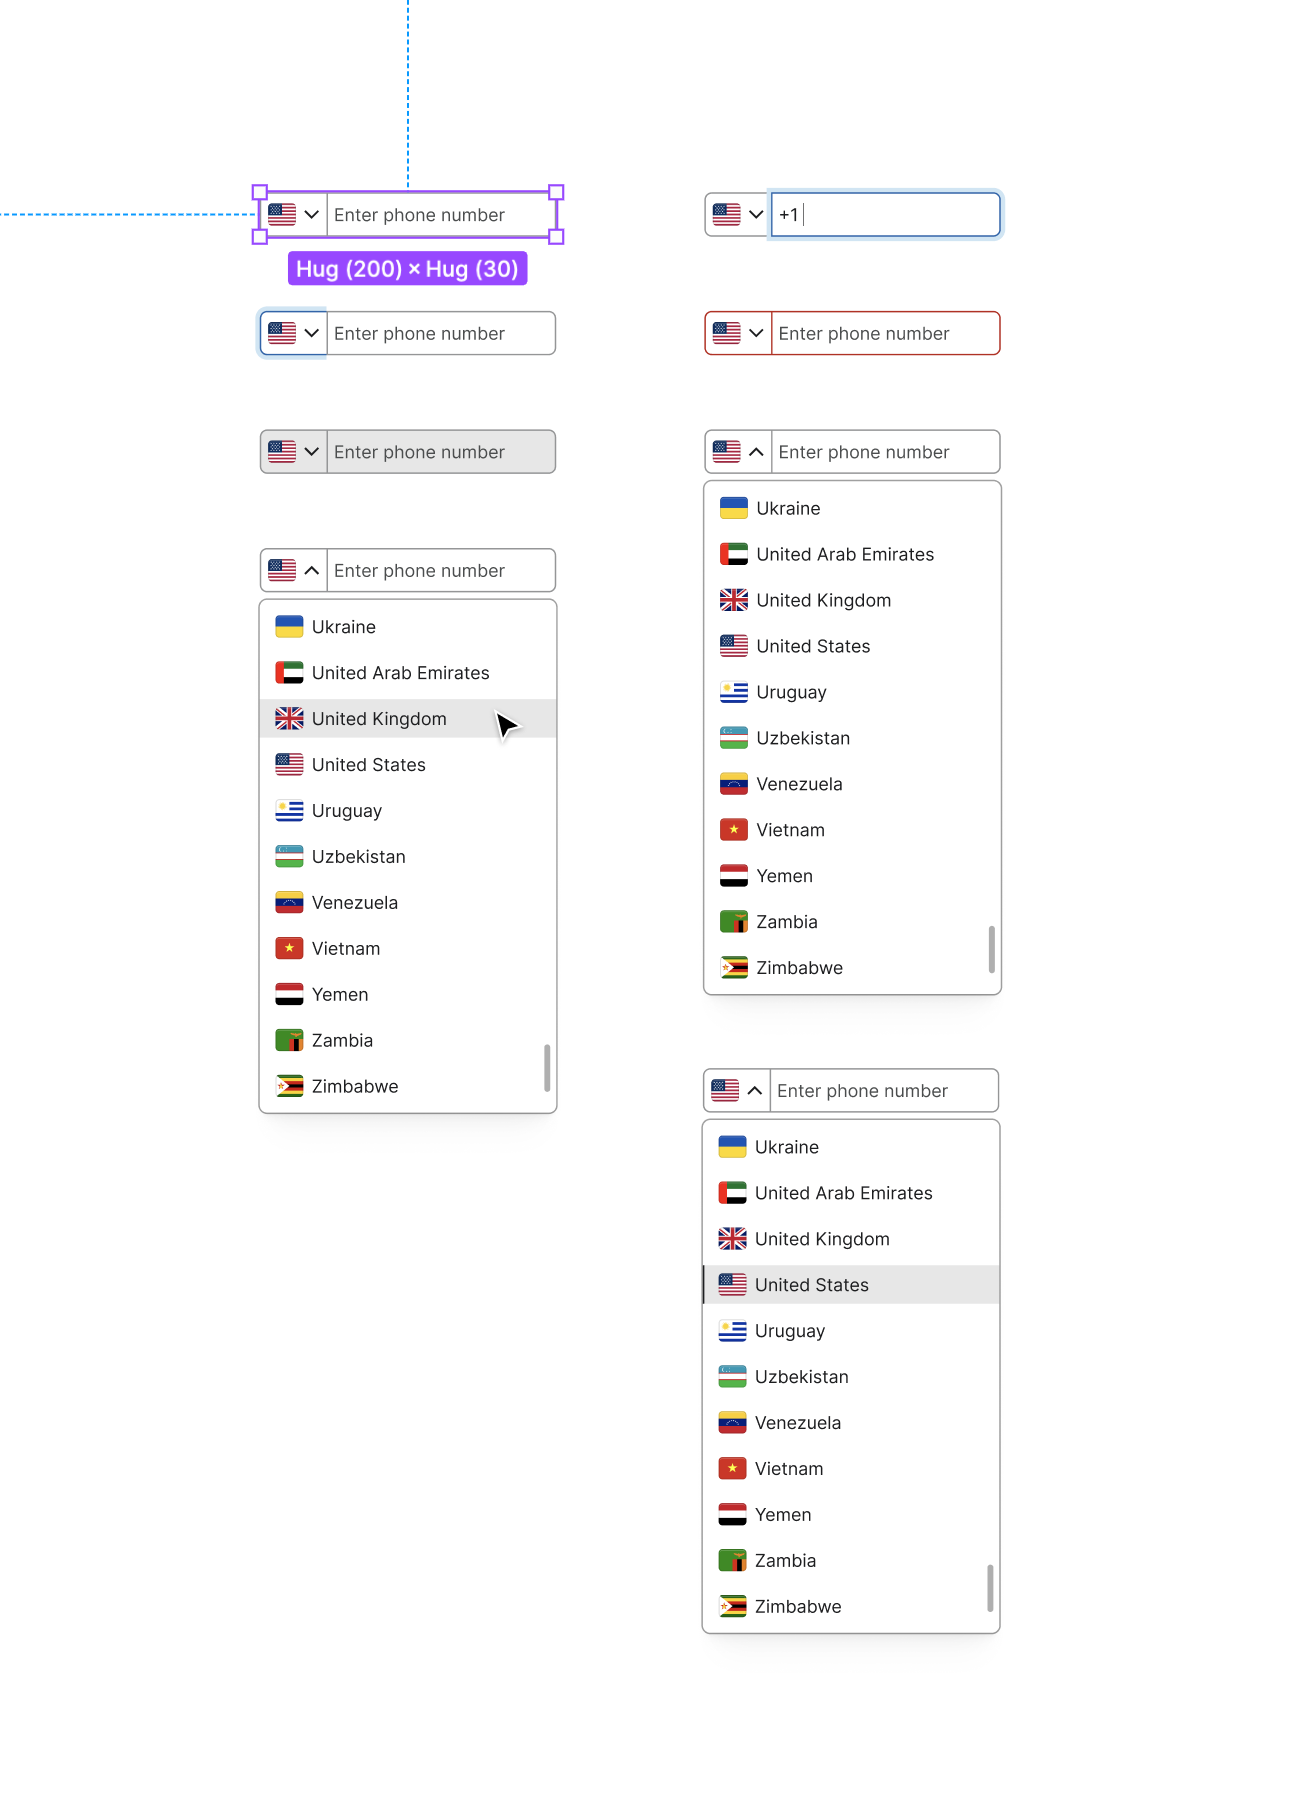 Enter phone number
Hug (200) × Hug (30)
Enter phone number
Enter phone number
Enter phone number
Ukraine
United Arab Emirates
United Kingdom
United States
Uruguay
Uzbekistan
Venezuela
Vietnam
Yemen
Zambia
Zimbabwe
+1
Enter phone number
Enter phone number
Ukraine
United Arab Emirates
United Kingdom
United States
Uruguay
Uzbekistan
Venezuela
Vietnam
Yemen
Zambia
Zimbabwe
Enter phone number
Ukraine
United Arab Emirates
United Kingdom
United States
Uruguay
Uzbekistan
Venezuela
Vietnam
Yemen
Zambia
Zimbabwe